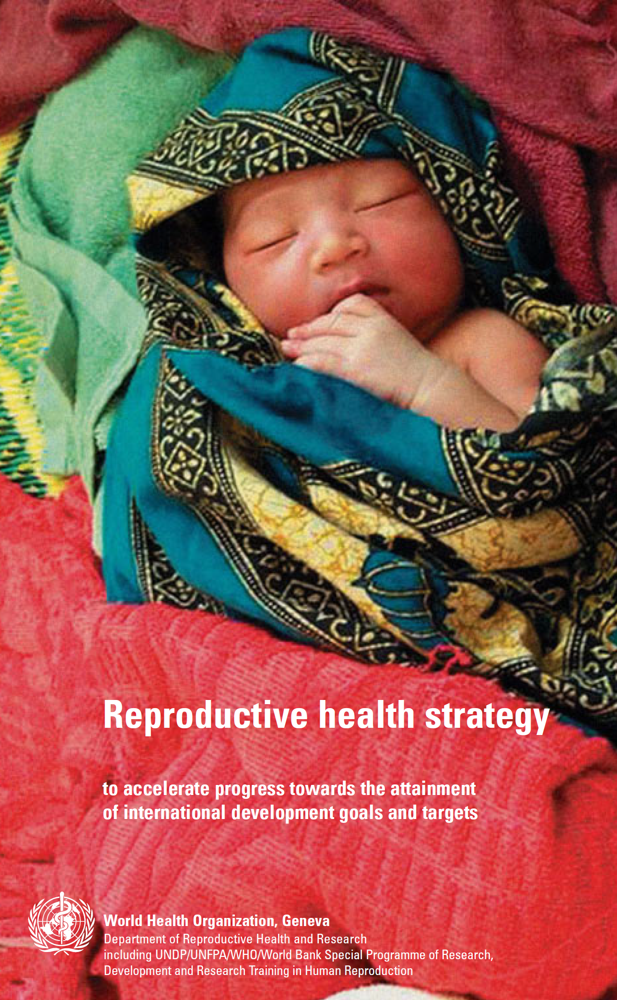 Reproductive health strategy
to accelerate progress towards the attainment
of international development goals and targets
World Health Organization, Geneva
Department of Reproductive Health and Research
including UNDP/UNFPA/WHO/World Bank Special Programme of Research,
Development and Research Training in Human Reproduction